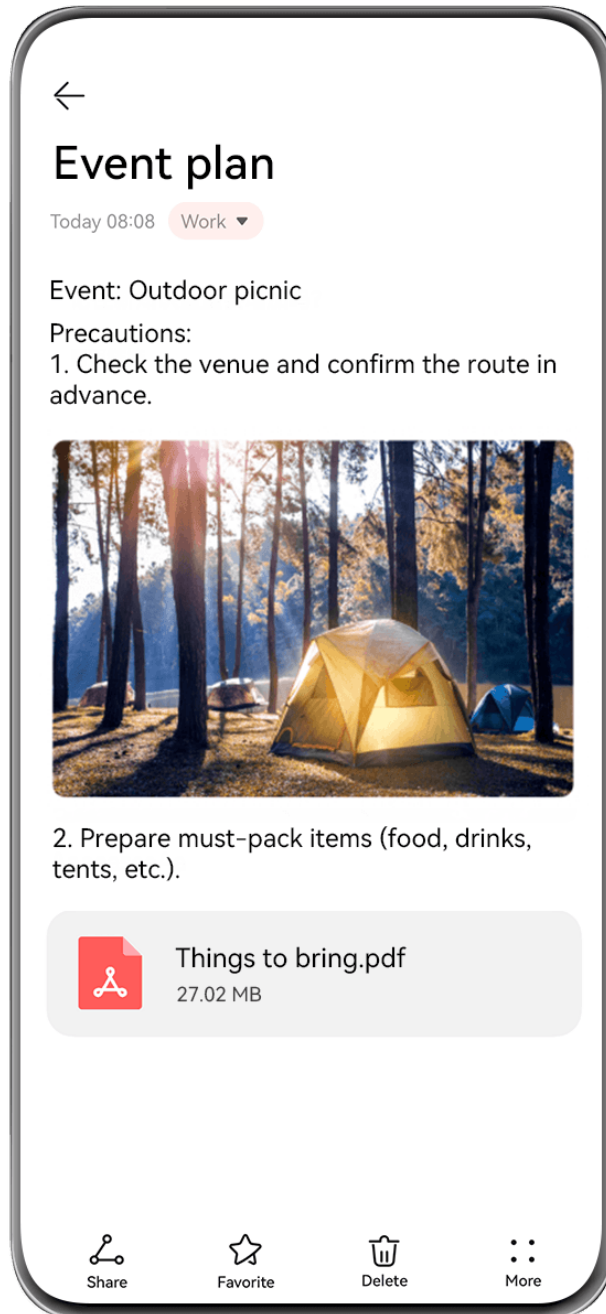 Event plan
Today 08:08 Work
Event: Outdoor picnic
Precautions:
1. Check the venue and confirm the route in
advance.
2. Prepare must-pack items (food, drinks,
tents, etc.).
Things to bring.pdf
27.02 MB
Share Favorite Delete More